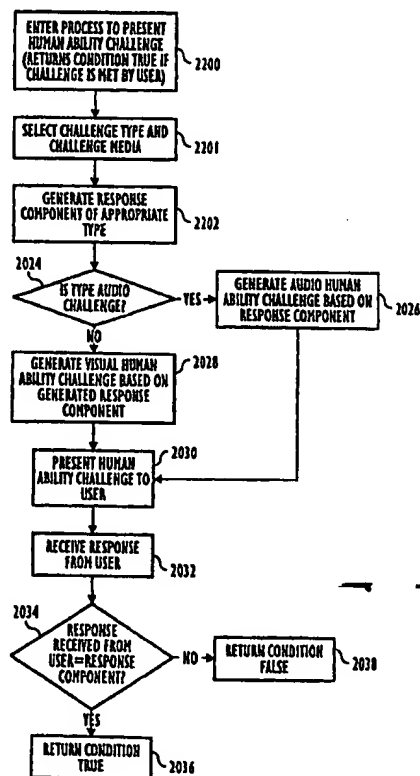 ENTER PROCESS TO PRESENT
HUMAN ABILITY CHALLENGE
(RETURNS CONDITION TRUE IF
CHALLENGE IS MET BY USER)
2200
SELECT CHALLENGE TYPE AND
CHALLENGE MEDIA
2201
GENERATE RESPONSE
COMPONENT OF APPROPRIATE
TYPE
2202
2024
IS TYPE AUDIO
CHALLENGE?
YES
GENERATE AUDIO HUMAN
ABILITY CHALLENGE BASED ON
RESPONSE COMPONENT
2026
NO
GENERATE VISUAL HUMAN
ABILITY CHALLENGE BASED ON
GENERATED RESPONSE
COMPONENT
2028
PRESENT HUMAN
ABILITY CHALLENGE TO
USER
2030
RECEIVE RESPONSE
FROM USER
2032
2034
RESPONSE
RECEIVED FROM
USER=RESPONSE
COMPONENT?
NO
RETURN CONDITION
FALSE
2038
YES
RETURN CONDITION
TRUE
2036